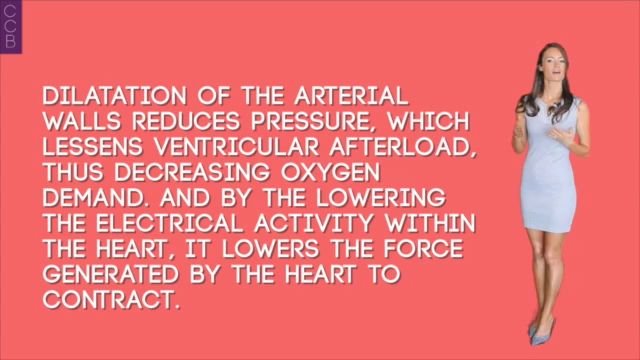 CCB
DILATATION OF THE ARTERIAL
WALLS REDUCES PRESSURE, WHICH
LESSENS VENTRICULAR AFTERLOAD,
THUS DECREASING OXYGEN
DEMAND. AND BY THE LOWERING
THE ELECTRICAL ACTIVITY WITHIN
THE HEART, IT LOWERS THE FORCE
GENERATED BY THE HEART TO
CONTRACT.